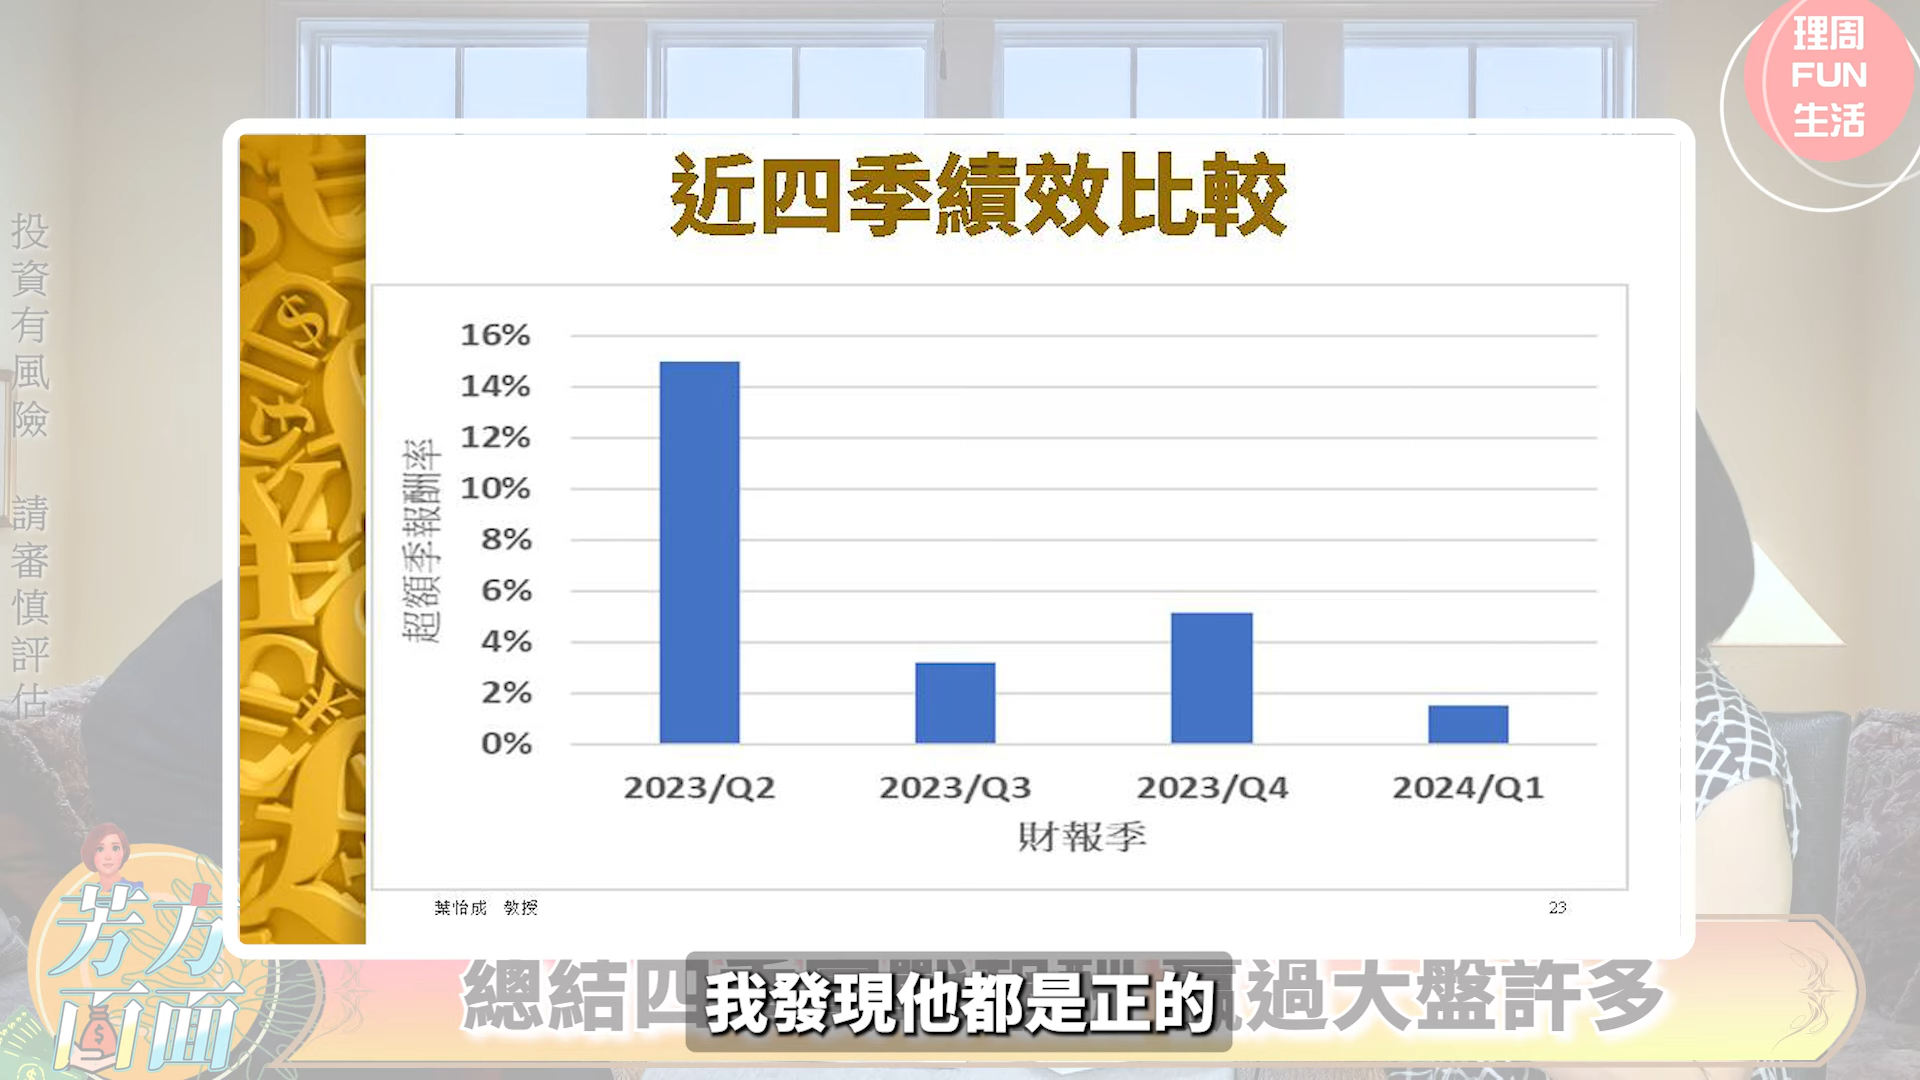 理周
FUN
生活
投資有風險 請審慎評估
近四季績效比較
超額季報酬率
16%
14%
12%
10%
8%
6%
4%
2%
0%
2023/Q2
2023/Q3
2023/Q4
2024/Q1
財報季
葉怡成 教授
23
芳方
面面
總結四季
贏過大盤許多
我發現他都是正的